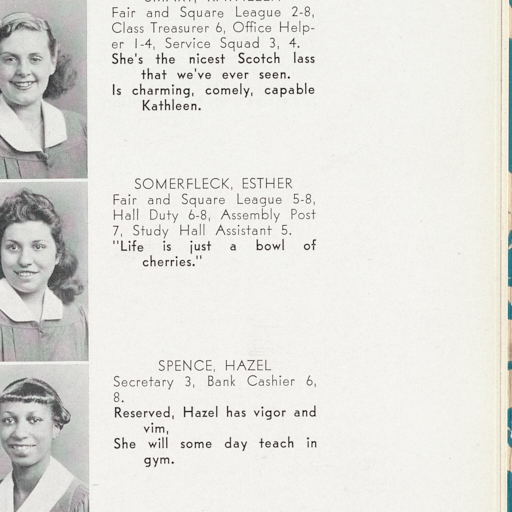 Fair and Square League 2-8,
Class Treasurer 6, Office Help-
er 1-4, Service Squad 3, 4.
She's the nicest Scotch lass
that we've ever seen.
Is charming, comely, capable
Kathleen.
SOMERFLECK, ESTHER
Fair and Square League 5-8,
Hall Duty 6-8, Assembly Post
7, Study Hall Assistant 5.
"Life is just a bowl of
cherries."
SPENCE, HAZEL
Secretary 3, Bank Cashier 6,
8.
Reserved, Hazel has vigor and
vim,
She will some day teach in
gym.